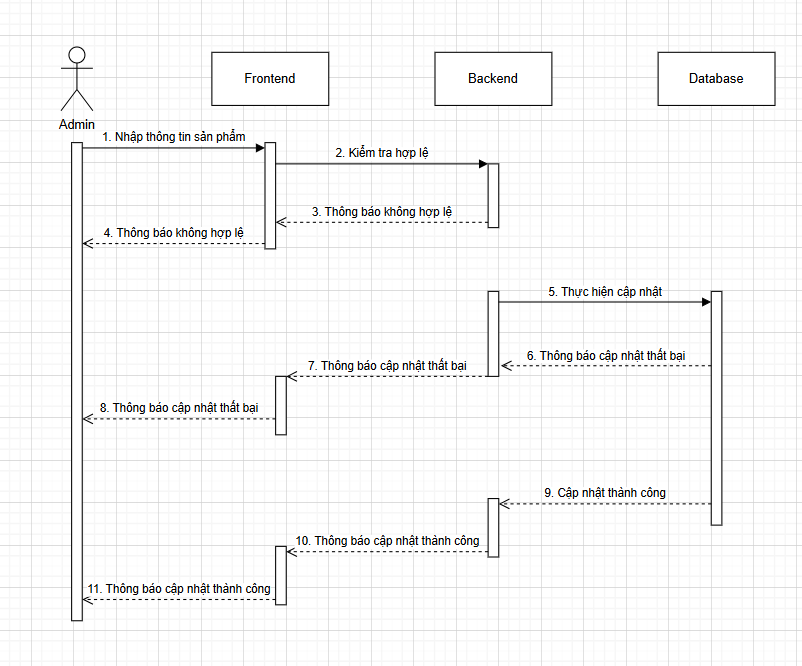 Frontend
Backend
Database
Admin
1. Nhập thông tin sản phẩm
2. Kiểm tra hợp lệ
3. Thông báo không hợp lệ
4. Thông báo không hợp lệ
5. Thực hiện cập nhật
6. Thông báo cập nhật thất bại
7. Thông báo cập nhật thất bại
8. Thông báo cập nhật thất bại
9. Cập nhật thành công
10. Thông báo cập nhật thành công
11. Thông báo cập nhật thành công